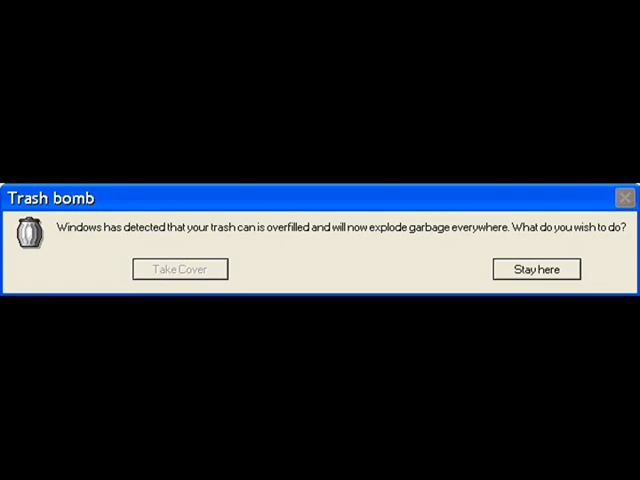 Trash bomb
Windows has detected that your trash can is overfilled and will now explode garbage everywhere. What do you wish to do?
Take Cover
Stay here